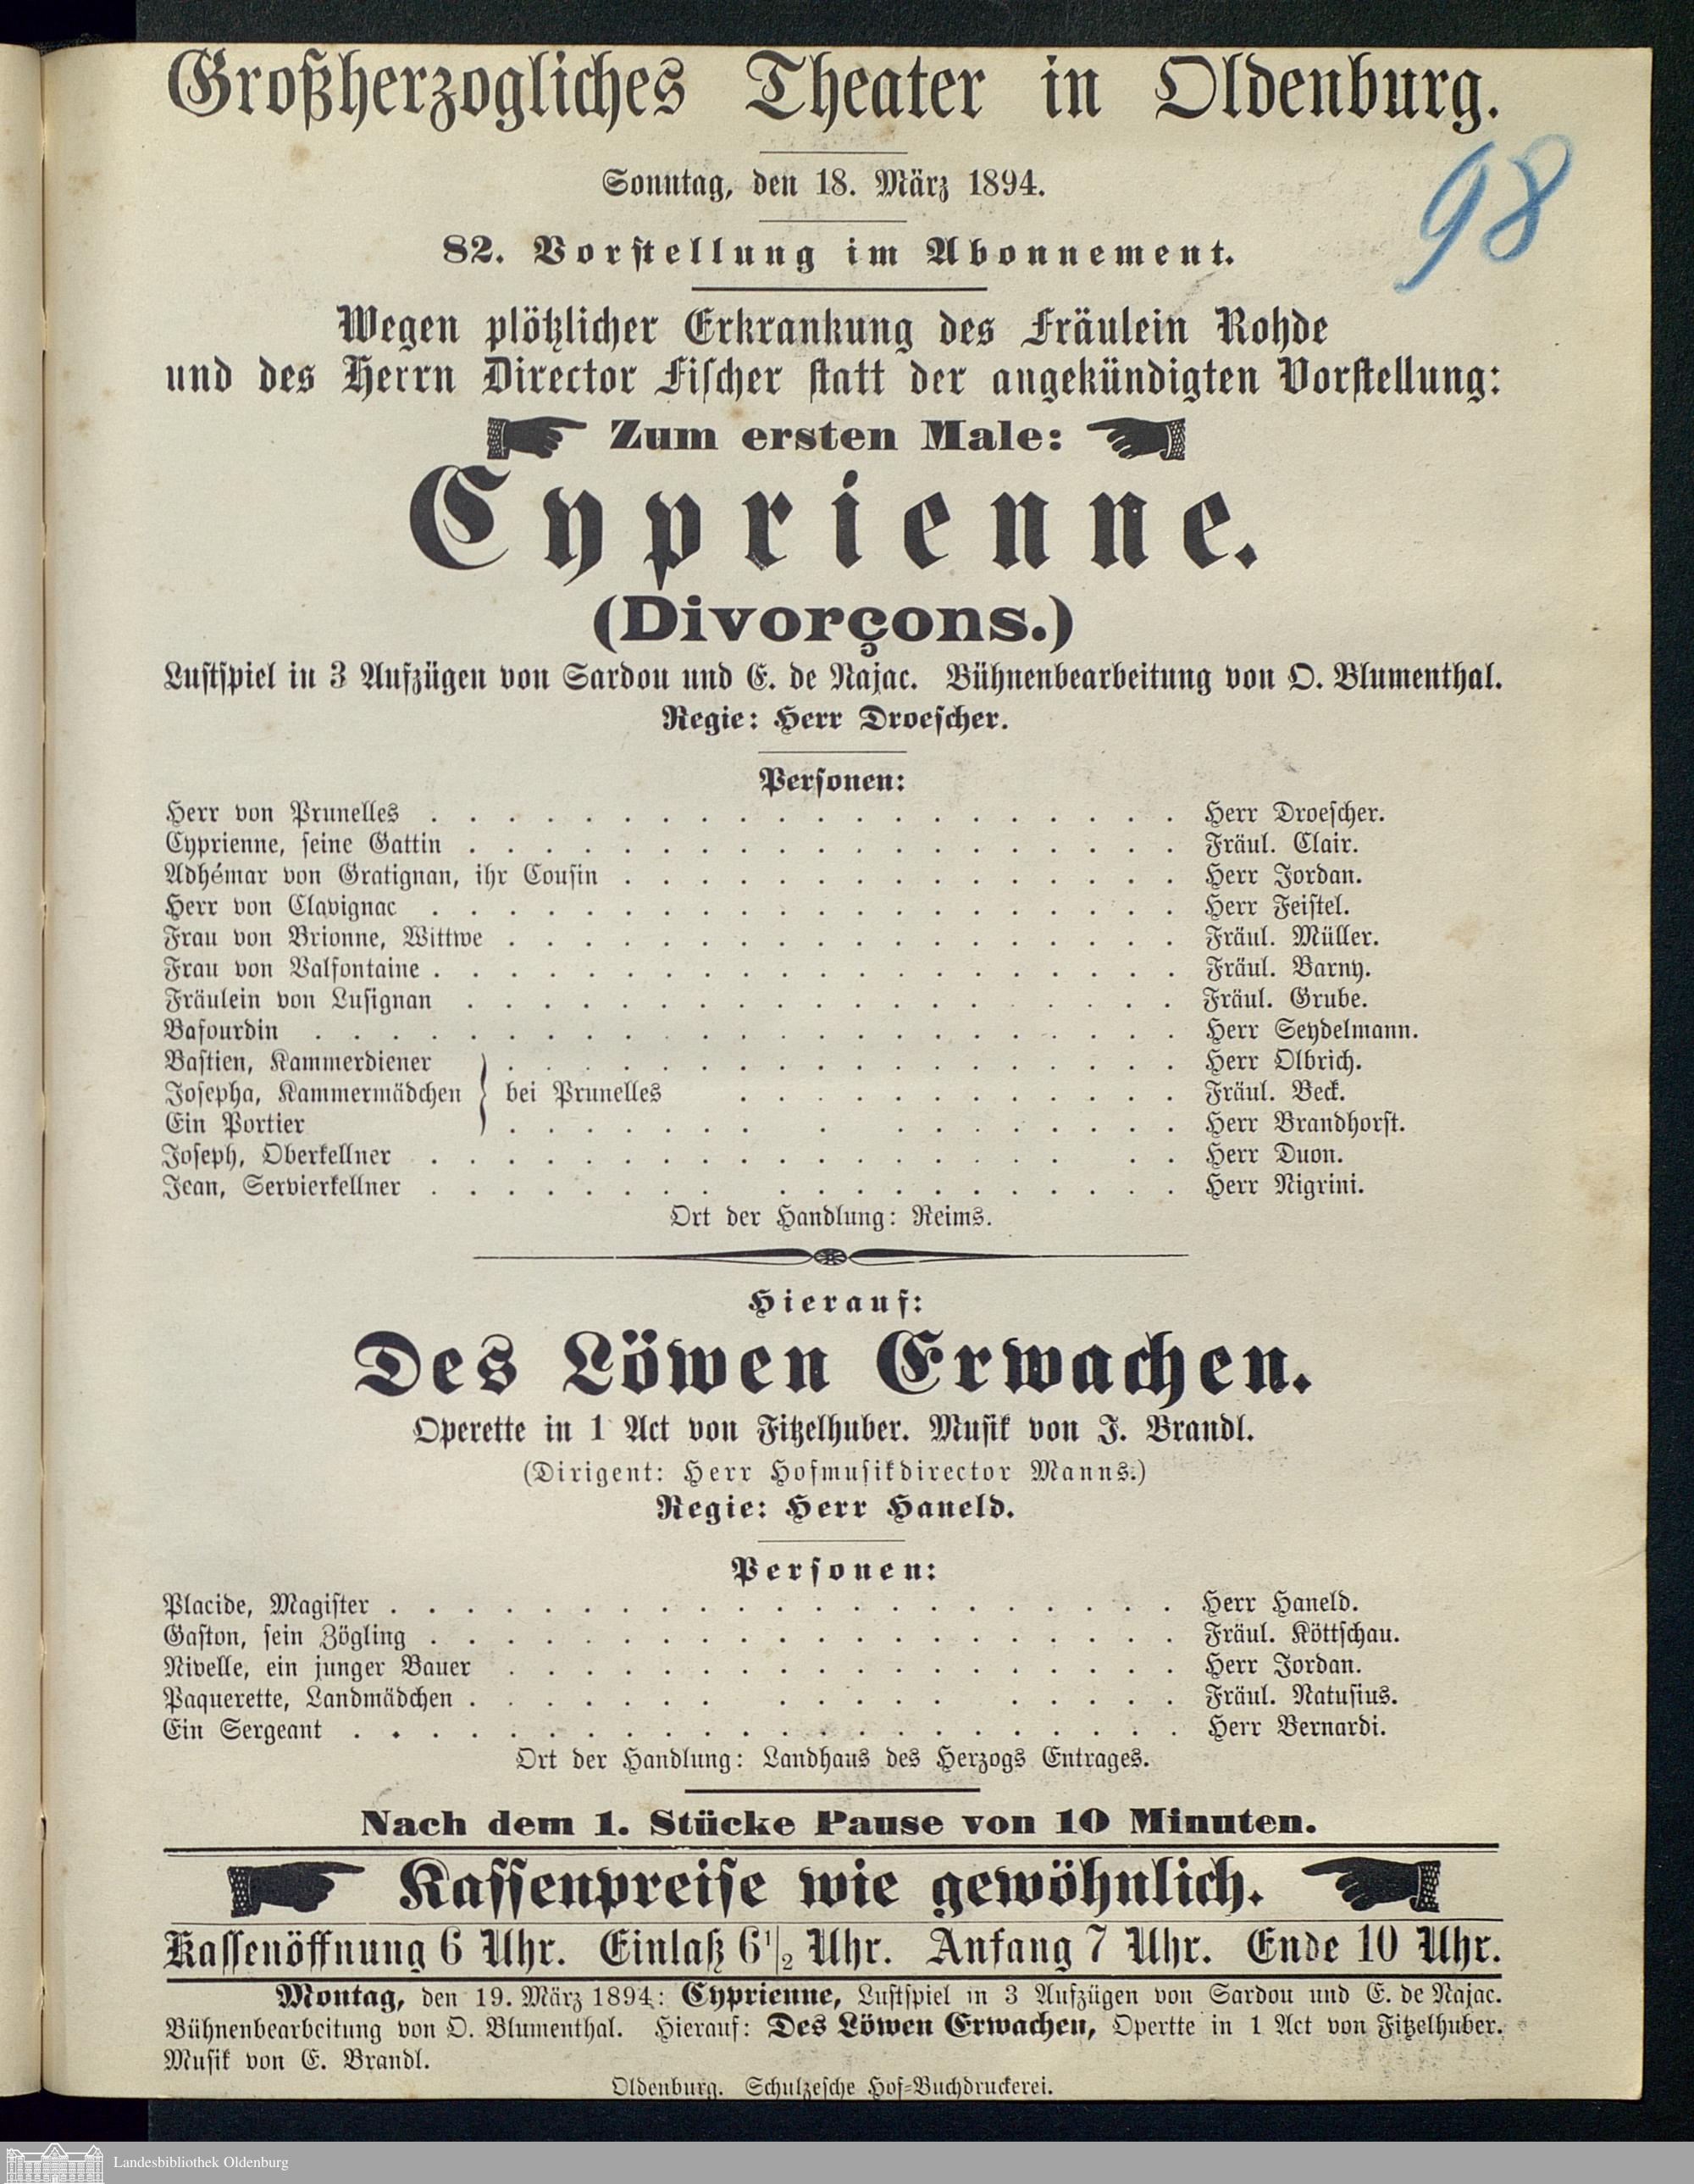 Großherzogliches Theater in Oldenburg.
98
Sonntag, den 18. März 1894.
82. Vorstellung im Abonnement.
Wegen plötzlicher Erkrankung des Fräulein Rohde
und des Herrn Director Fischer statt der angekündigten Vorstellung:
Zum ersten Male:
Cyprienne.
(Divorçons.)
Lustspiel in 3 Aufzügen von Sardou und E. de Najac. Bühnenbearbeitung von O. Blumenthal.
Regie: Herr Droescher.
Personen:
Herr von Prunelles . . . . . . . . . . . . . . . . . . . . Herr Droescher.
Cyprienne, seine Gattin . . . . . . . . . . . . . . . . . . . Fräul. Clair.
Adhémar von Gratignan, ihr Cousin . . . . . . . . . . . . . . . Herr Jordan.
Herr von Clavignac . . . . . . . . . . . . . . . . . . . . Herr Feistel.
Frau von Brionne, Wittwe . . . . . . . . . . . . . . . . . . Fräul. Müller.
Frau von Valfontaine . . . . . . . . . . . . . . . . . . . . Fräul. Barny.
Fräulein von Lusignan . . . . . . . . . . . . . . . . . . . Fräul. Grube.
Bafourdin . . . . . . . . . . . . . . . . . . . . . . . Herr Seydelmann.
Bastien, Kammerdiener . . . . . . . . . . . . . . . . . . Herr Olbrich.
Josepha, Kammermädchen } bei Prunelles . . . . . . . . . . . . Fräul. Beck.
Ein Portier . . . . . . . . . . . . . . . . . Herr Brandhorst.
Joseph, Oberkellner . . . . . . . . . . . . . . . . . . . Herr Duon.
Jean, Servierkellner . . . . . . . . . . . . . . . . . . . Herr Nigrini.
Ort der Handlung: Reims.
Hierauf:
Des Löwen Erwachen.
Operette in 1 Act von Fitzelhuber. Musik von J. Brandl.
(Dirigent: Herr Hofmusikdirector Manns.)
Regie: Herr Haneld.
Personen:
Placide, Magister . . . . . . . . . . . . . . . . . . . . . Herr Haneld.
Gaston, sein Zögling . . . . . . . . . . . . . . . . . . . . Fräul. Köttschau.
Nivelle, ein junger Bauer . . . . . . . . . . . . . . . . . . Herr Jordan.
Paquerette, Landmädchen . . . . . . . . . . . . . . . . . Fräul. Natusius.
Ein Sergeant . . . . . . . . . . . . . . . . . . . . . . Herr Bernardi.
Ort der Handlung: Landhaus des Herzogs Entrages.
Nach dem 1. Stücke Pause von 10 Minuten.
Kassenpreise wie gewöhnlich.
Kassenöffnung 6 Uhr. Einlaß 6 1/2 Uhr. Anfang 7 Uhr. Ende 10 Uhr.
Montag, den 19. März 1894: Cyprienne, Lustspiel in 3 Aufzügen von Sardou und E. de Najac.
Bühnenbearbeitung von O. Blumenthal. Hierauf: Des Löwen Erwachen, Opertte in 1 Act von Fitzelhuber.
Musik von E. Brandl.
Oldenburg. Schulzesche Hof-Buchdruckerei.
Landesbibliothek Oldenburg